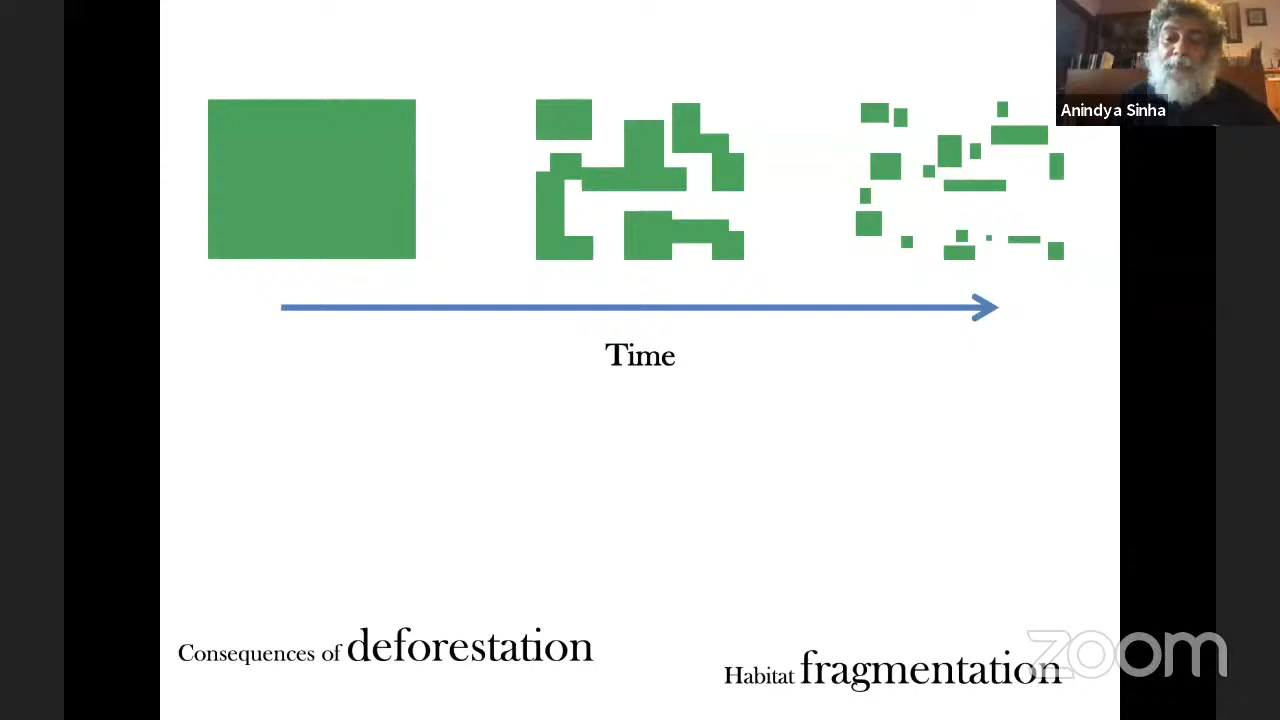 Anindya Sinha
Time
Consequences of deforestation
Habitat fragmentation
zoom